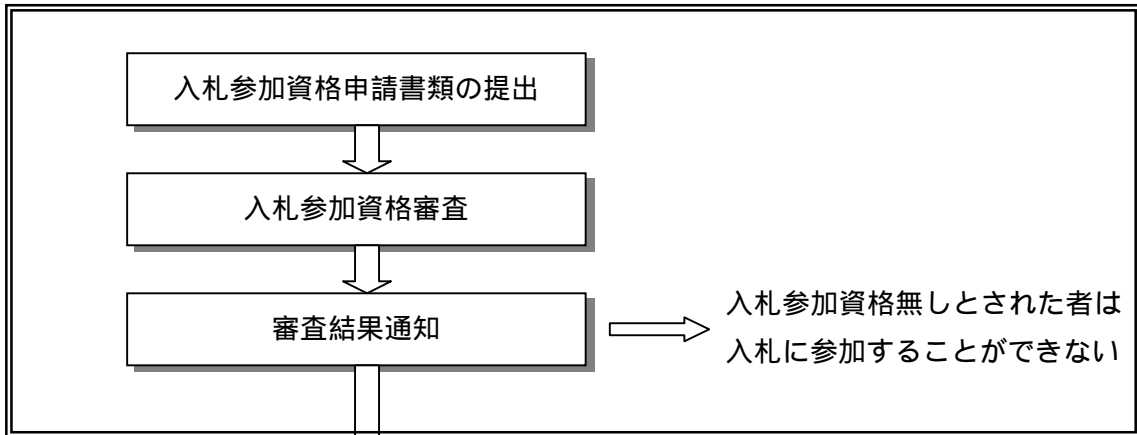 入札参加資格申請書類の提出
入札参加資格審査
審査結果通知
入札参加資格無しとされた者は
入札に参加することができない